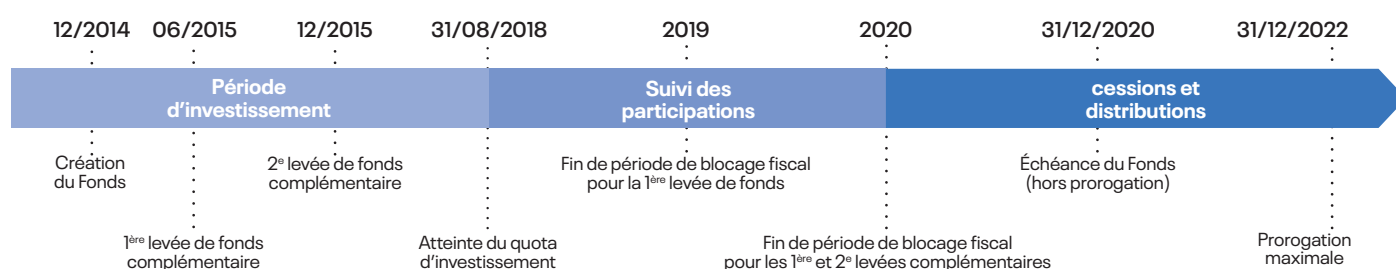 12/2014 06/2015 12/2015 31/08/2018 2019 2020 31/12/2020 31/12/2022
Période
d'investissement
Suivi des
participations
cessions et
distributions
Création
du Fonds
2e levée de fonds
complémentaire
Fin de période de blocage fiscal
pour la 1ère levée de fonds
Échéance du Fonds
(hors prorogation)
1ère levée de fonds
complémentaire
Atteinte du quota
d'investissement
Fin de période de blocage fiscal
pour les 1ère et 2e levées complémentaires
Prorogation
maximale